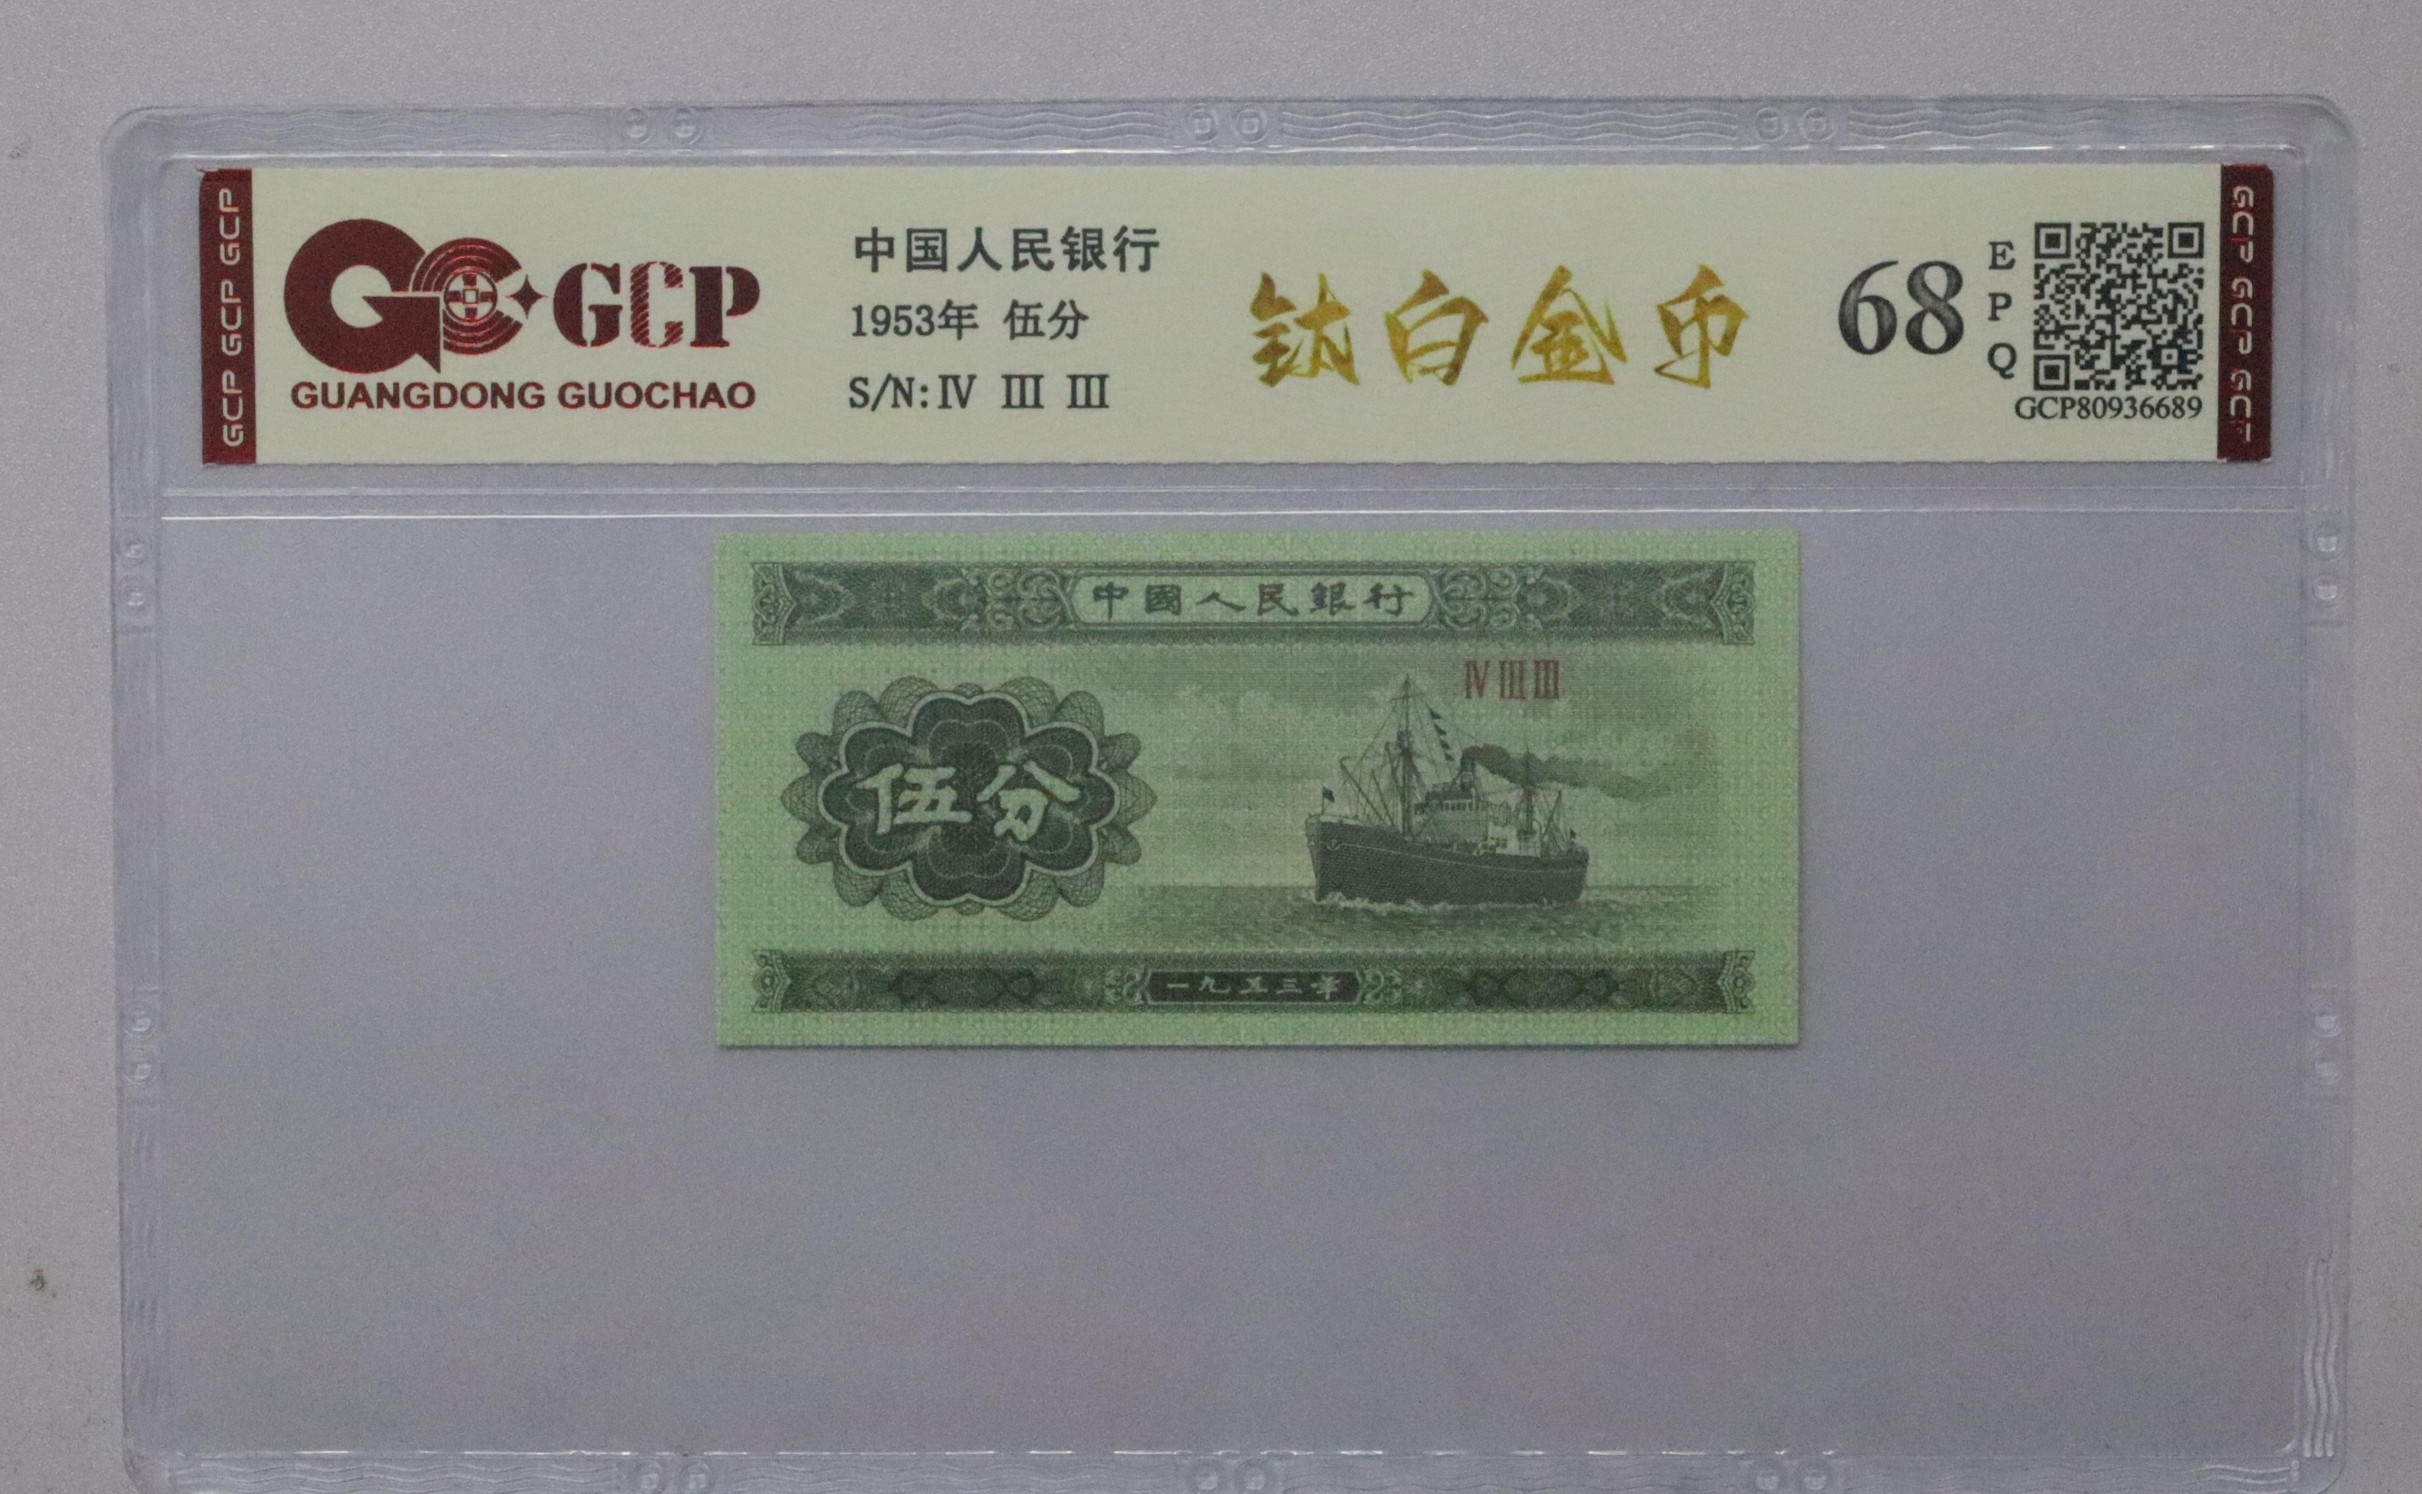 GCP GCP GCP
GCP
GUANGDONG GUOCHAO
中国人民银行
1953年 伍分
S/N: Ⅳ Ⅲ Ⅲ
钛白金币
68
EPQ
GCP80936689
GCP GCP GCP
中國人民銀行
Ⅳ Ⅲ Ⅲ
伍分
一九五三年